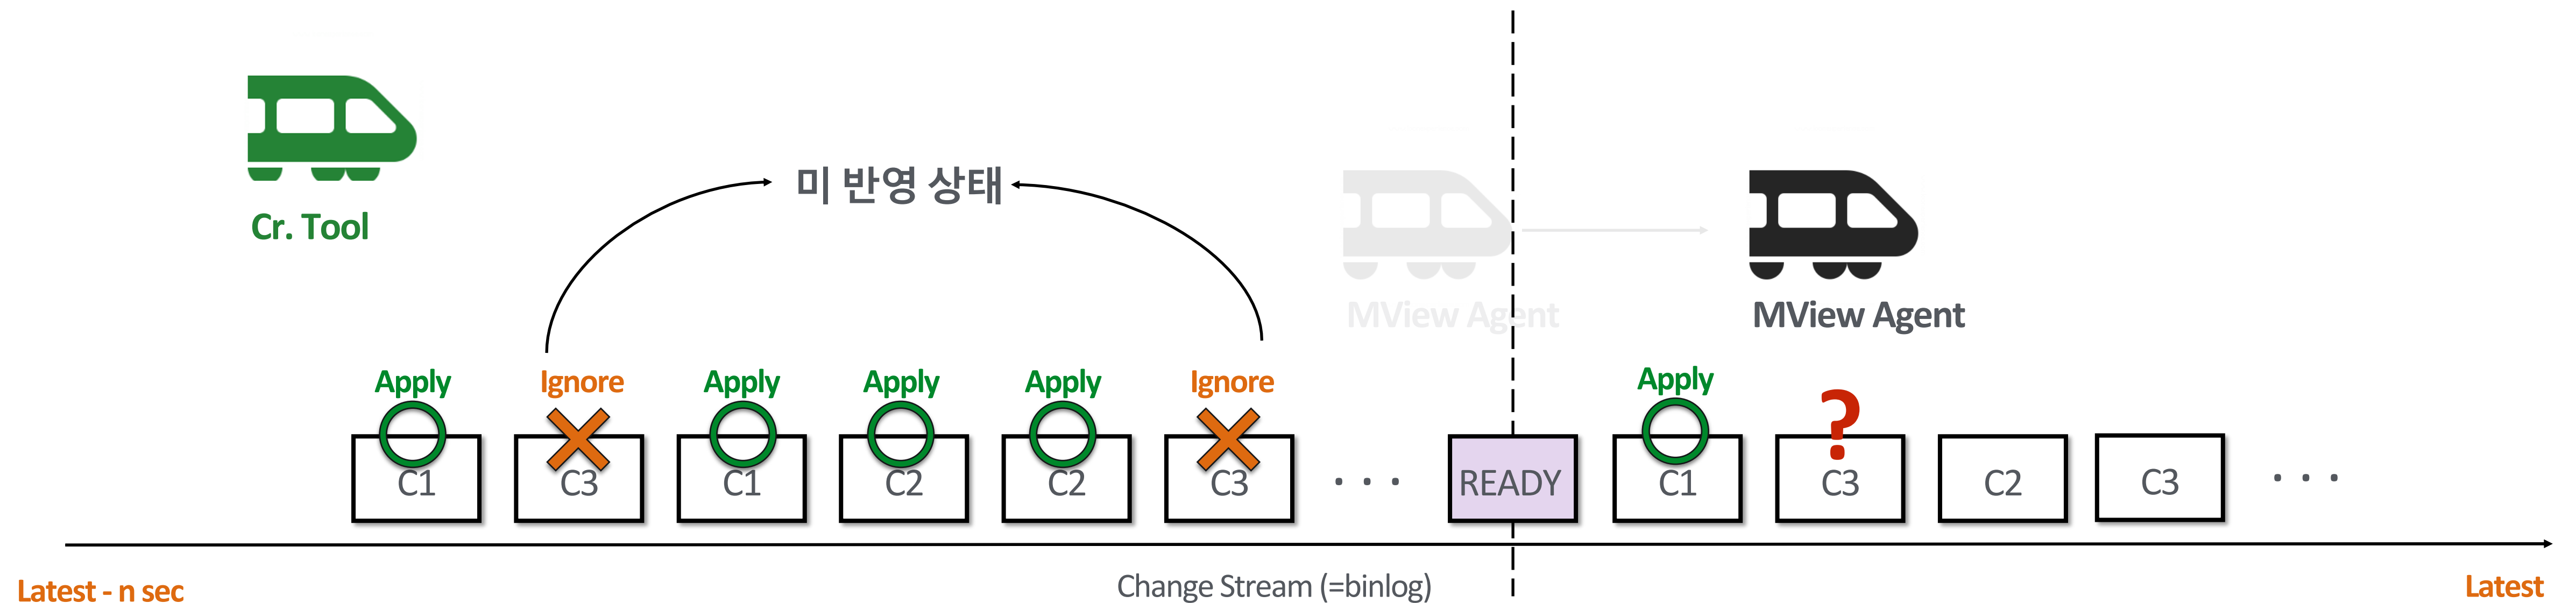 Cr. Tool
미 반영 상태
MView Agent
MView Agent
Apply
Ignore
Apply
Apply
Apply
Ignore
Apply
?
C1
C3
C1
C2
C2
C3
. . .
READY
C1
C3
C2
C3
. . .
Latest - n sec
Change Stream (=binlog)
Latest